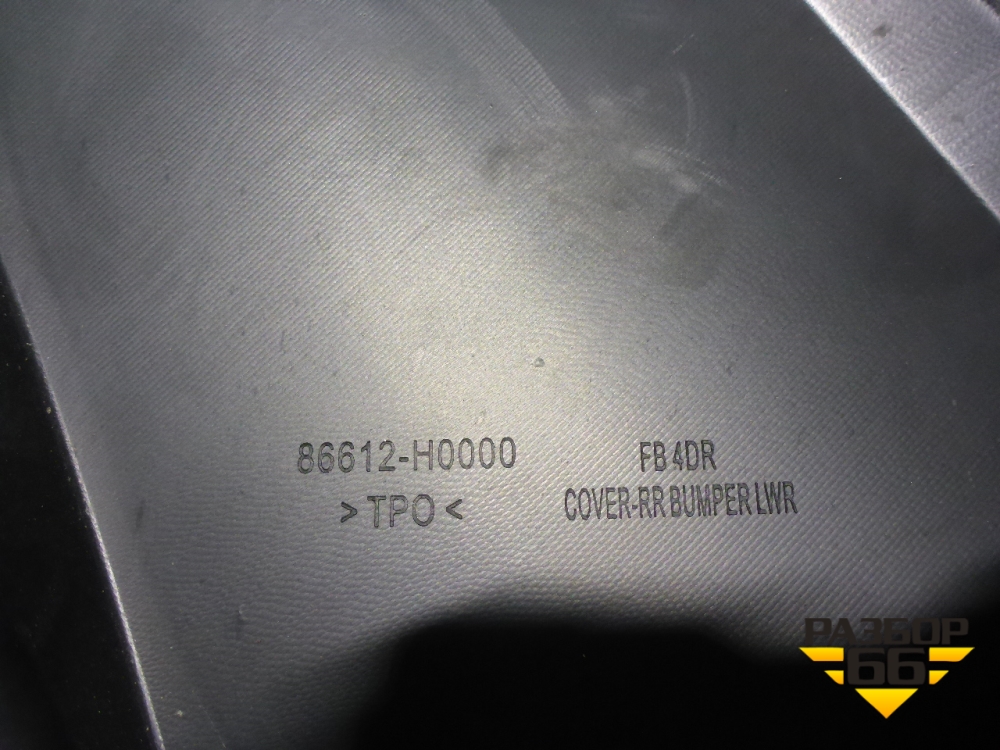 86612-H0000
>TPO<
FB 4DR
COVER-RR BUMPER LWR
РАЗБОР
66